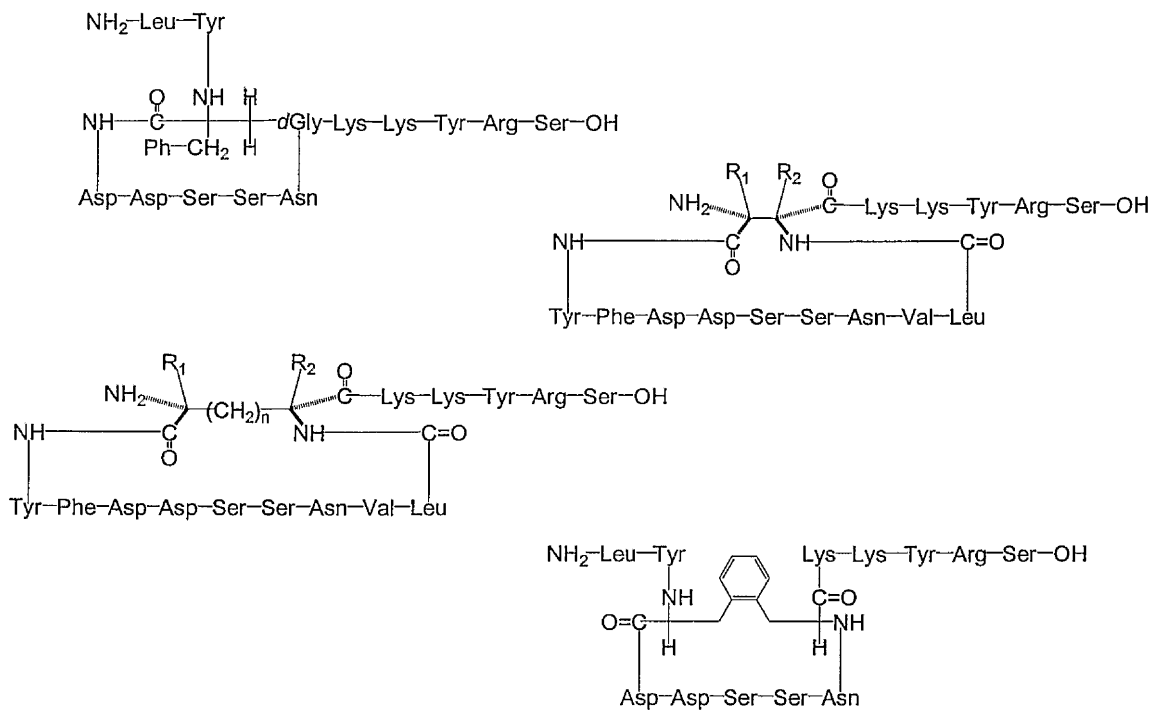 NH2-Leu-Tyr
O NH H
NH C dGly-Lys-Lys-Tyr-Arg-Ser-OH
Ph-CH2 H
Asp-Asp-Ser-Ser-Asn
R1 R2 O
NH2 C-Lys-Lys-Tyr-Arg-Ser-OH
NH C NH C=O
O
Tyr-Phe-Asp-Asp-Ser-Ser-Asn-Val-Leu
R1 R2 O
NH2 (CH2)n C-Lys-Lys-Tyr-Arg-Ser-OH
NH C NH C=O
O
Tyr-Phe-Asp-Asp-Ser-Ser-Asn-Val-Leu
NH2-Leu-Tyr Lys-Lys-Tyr-Arg-Ser-OH
NH C=O
O=C NH
H H
Asp-Asp-Ser-Ser-Asn